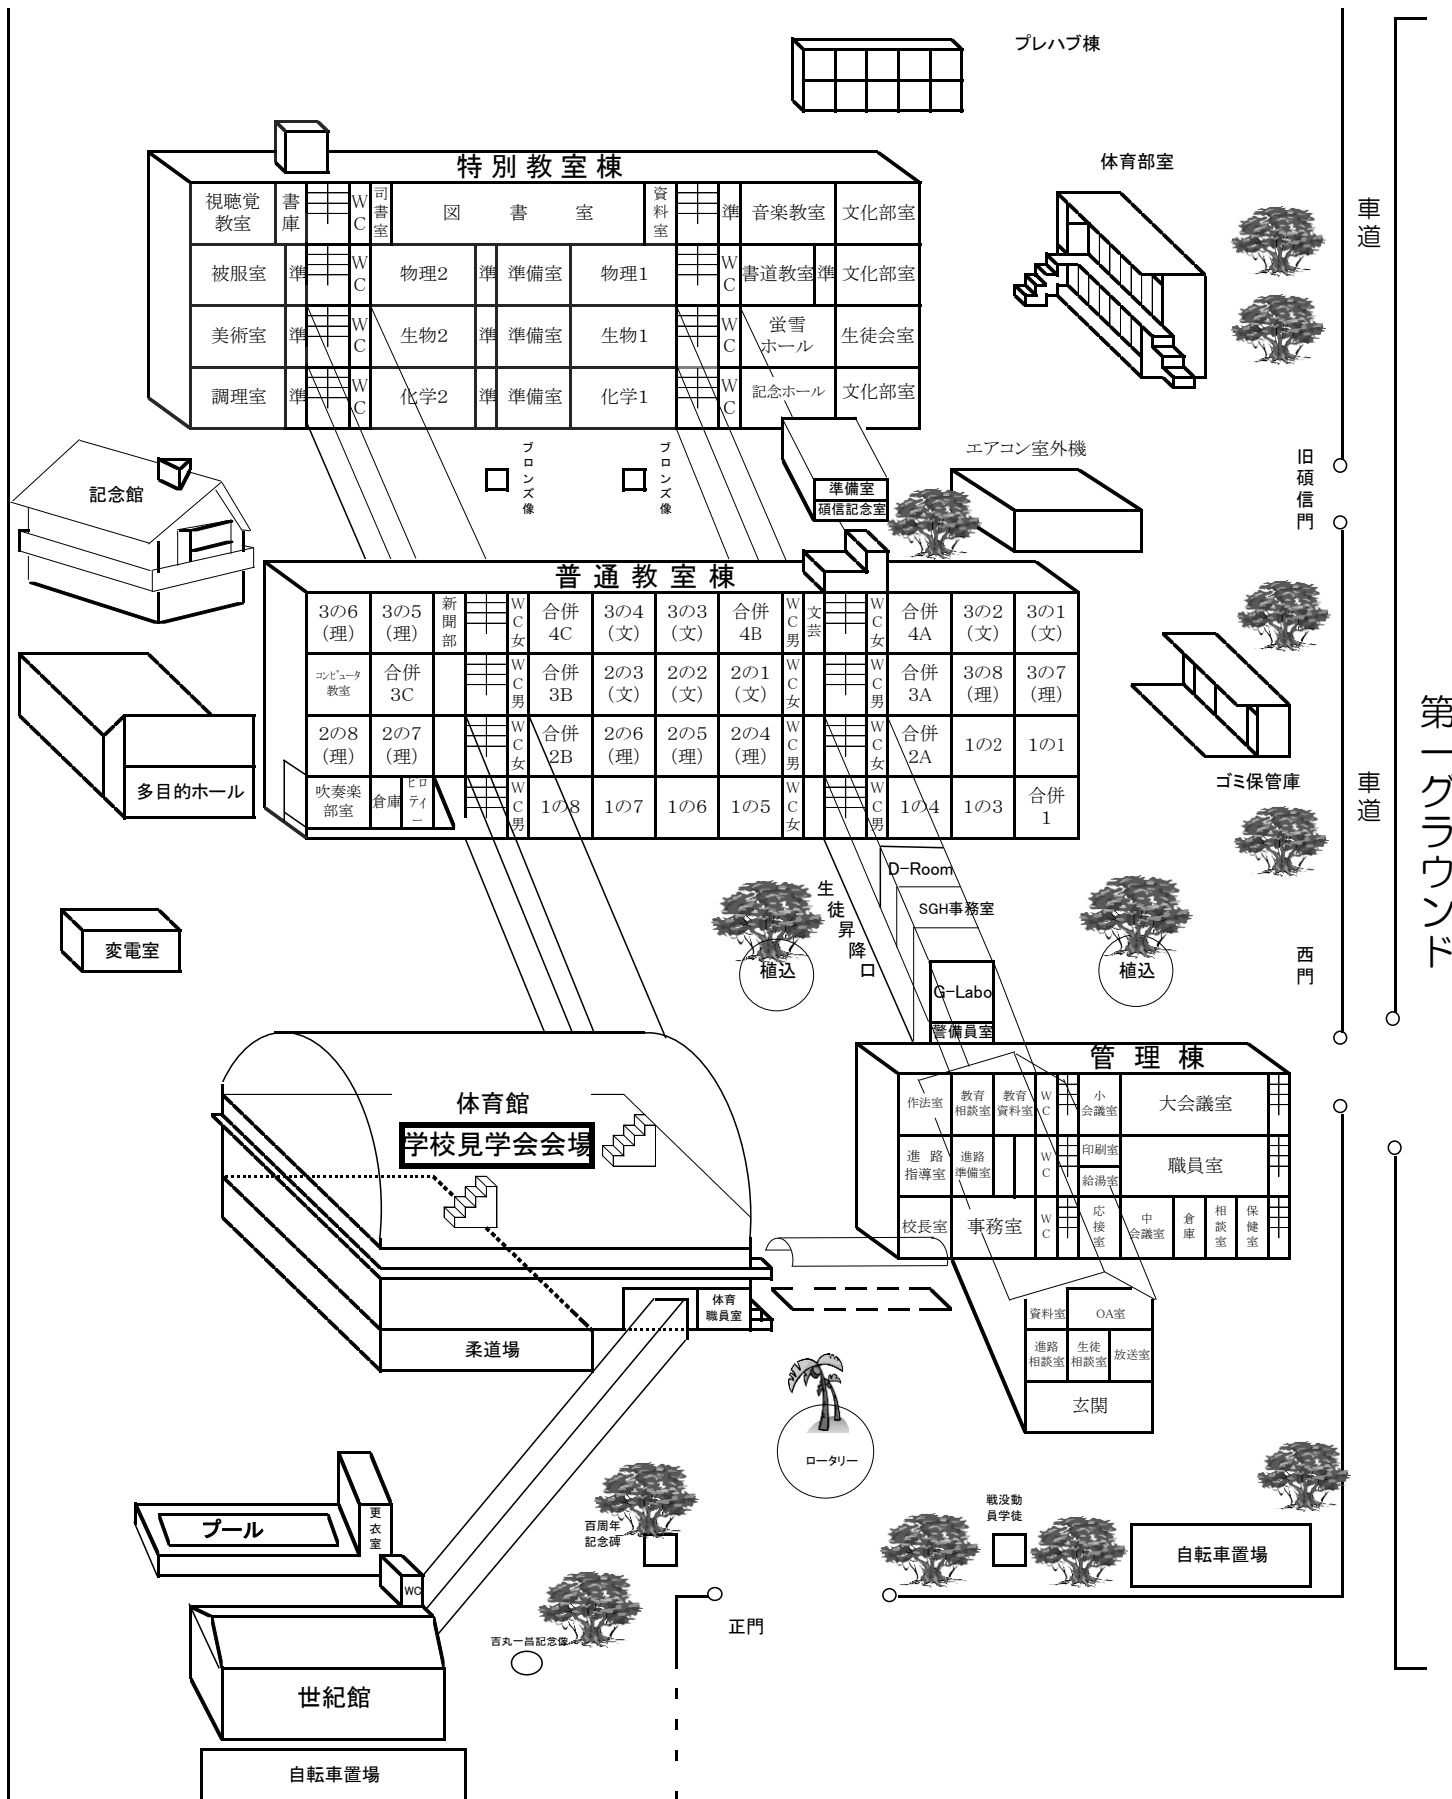 プレハブ棟
体育部室
車道
特別教室棟
視聴覚
教室
書庫
WC
司書室
図書室
資料室
準
音楽教室
文化部室
被服室
準
WC
物理2
準
準備室
物理1
WC
書道教室
準
文化部室
美術室
準
WC
生物2
準
準備室
生物1
WC
蛍雪
ホール
生徒会室
調理室
準
WC
化学2
準
準備室
化学1
WC
記念ホール
文化部室
ブロンズ像
ブロンズ像
準備室
碩信記念室
エアコン室外機
旧碩信門
記念館
普通教室棟
3の6
(理)
3の5
(理)
新聞部
WC女
合併
4C
3の4
(文)
3の3
(文)
合併
4B
WC男
文芸
WC女
合併
4A
3の2
(文)
3の1
(文)
コンピュータ
教室
合併
3C
WC男
合併
3B
2の3
(文)
2の2
(文)
2の1
(文)
WC女
WC男
合併
3A
3の8
(理)
3の7
(理)
2の8
(理)
2の7
(理)
WC女
合併
2B
2の6
(理)
2の5
(理)
2の4
(理)
WC男
WC女
合併
2A
1の2
1の1
吹奏楽
部室
倉庫
ピロティー
WC男
1の8
1の7
1の6
1の5
WC女
WC男
1の4
1の3
合併
1
多目的ホール
ゴミ保管庫
車道
第一グラウンド
変電室
生徒昇降口
D-Room
SGH事務室
G-Labo
警備員室
植込
植込
西門
管理棟
作法室
教育
相談室
教育
資料室
WC
小
会議室
大会議室
進路
指導室
進路
準備室
WC
印刷室
給湯室
職員室
校長室
事務室
WC
応接室
中
会議室
倉庫
相談室
保健室
資料室
OA室
進路
相談室
生徒
相談室
放送室
玄関
体育館
学校見学会会場
体育
職員室
柔道場
ロータリー
プール
更衣室
WC
百周年
記念碑
戦没動
員学徒
自転車置場
正門
吉丸一昌記念像
世紀館
自転車置場